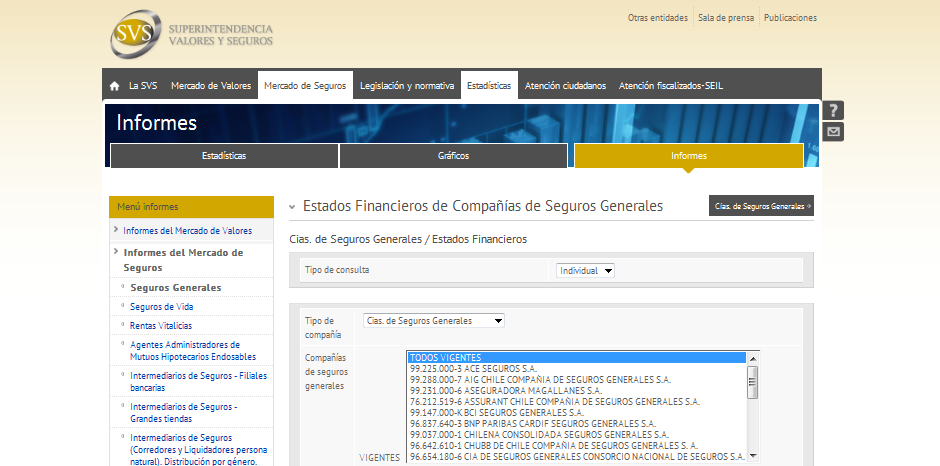 Otras entidades
Sala de prensa
Publicaciones
SVS
SUPERINTENDENCIA
VALORES Y SEGUROS
La SVS
Mercado de Valores
Mercado de Seguros
Legislación y normativa
Estadísticas
Atención ciudadanos
Atención fiscalizados-SEIL
Informes
?
Estadísticas
Gráficos
Informes
Menú informes
Informes del Mercado de Valores
Informes del Mercado de
Seguros
Seguros Generales
Seguros de Vida
Rentas Vitalicias
Agentes Administradores de
Mutuos Hipotecarios Endosables
Intermediarios de Seguro - Filiales
bancarias
Intermediarios de Seguro -
Grandes tiendas
Intermediarios de Seguro
(Corredores y Liquidadores persona
natural). Distribución por género.
Estados Financieros de Compañías de Seguros Generales
Cías. de Seguros Generales
Cías. de Seguros Generales / Estados Financieros
Tipo de consulta
Individual
Tipo de
compañía
Cías. de Seguros Generales
Compañías
de seguros
generales
VIGENTES
TODOS VIGENTES
99.225.000-3 ACE SEGUROS S.A.
99.288.000-7 AIG CHILE COMPAÑIA DE SEGUROS GENERALES S.A.
99.231.000-6 ASEGURADORA MAGALLANES S.A.
76.212.519-6 ASSURANT CHILE COMPAÑIA DE SEGUROS GENERALES S.A.
99.147.000-K BCI SEGUROS GENERALES S.A.
96.837.640-3 BNP PARIBAS CARDIF SEGUROS GENERALES S.A.
99.037.000-1 CHILENA CONSOLIDADA SEGUROS GENERALES S.A.
96.642.610-1 CHUBB DE CHILE COMPAÑIA DE SEGUROS GENERALES S.A.
96.654.180-6 CIA DE SEGUROS GENERALES CONSORCIO NACIONAL DE SEGUROS S.A.